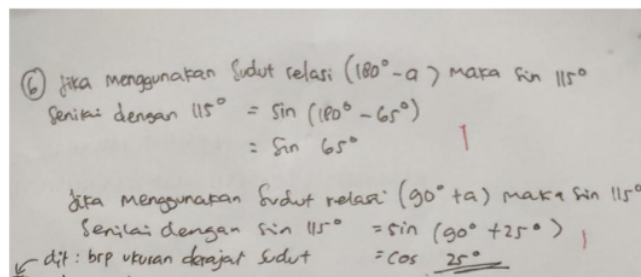 ⑥ Jika menggunakan Sudut relasi (180° - a) maka sin 115°
Senilai dengan 115° = sin (180° - 65°)
= Sin 65°
1
Jika menggunakan Sudut relasi (90° + a) maka sin 115°
Senilai dengan sin 115° = sin (90° + 25°)
1
dit : brp ukuran derajat sudut = cos 25°